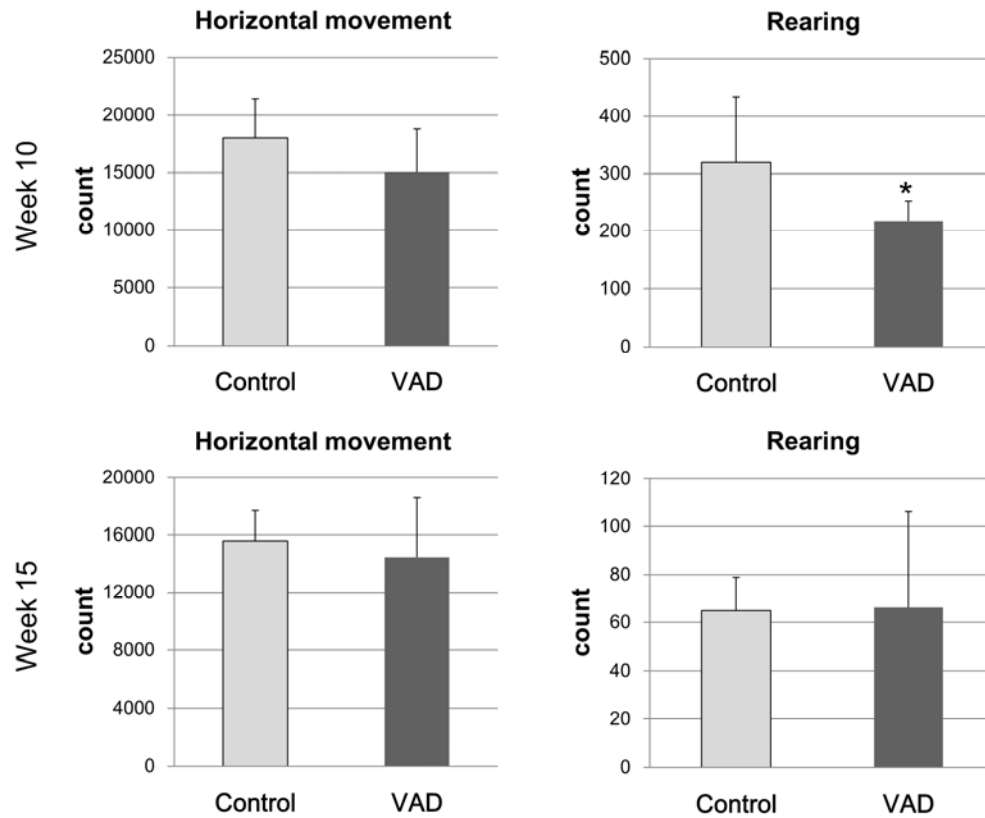 Horizontal movement
Rearing
Week 10
count
25000
20000
15000
10000
5000
0
Control
VAD
count
500
400
300
200
100
0
*
Control
VAD
Horizontal movement
Rearing
Week 15
count
20000
16000
12000
8000
4000
0
Control
VAD
count
120
100
80
60
40
20
0
Control
VAD